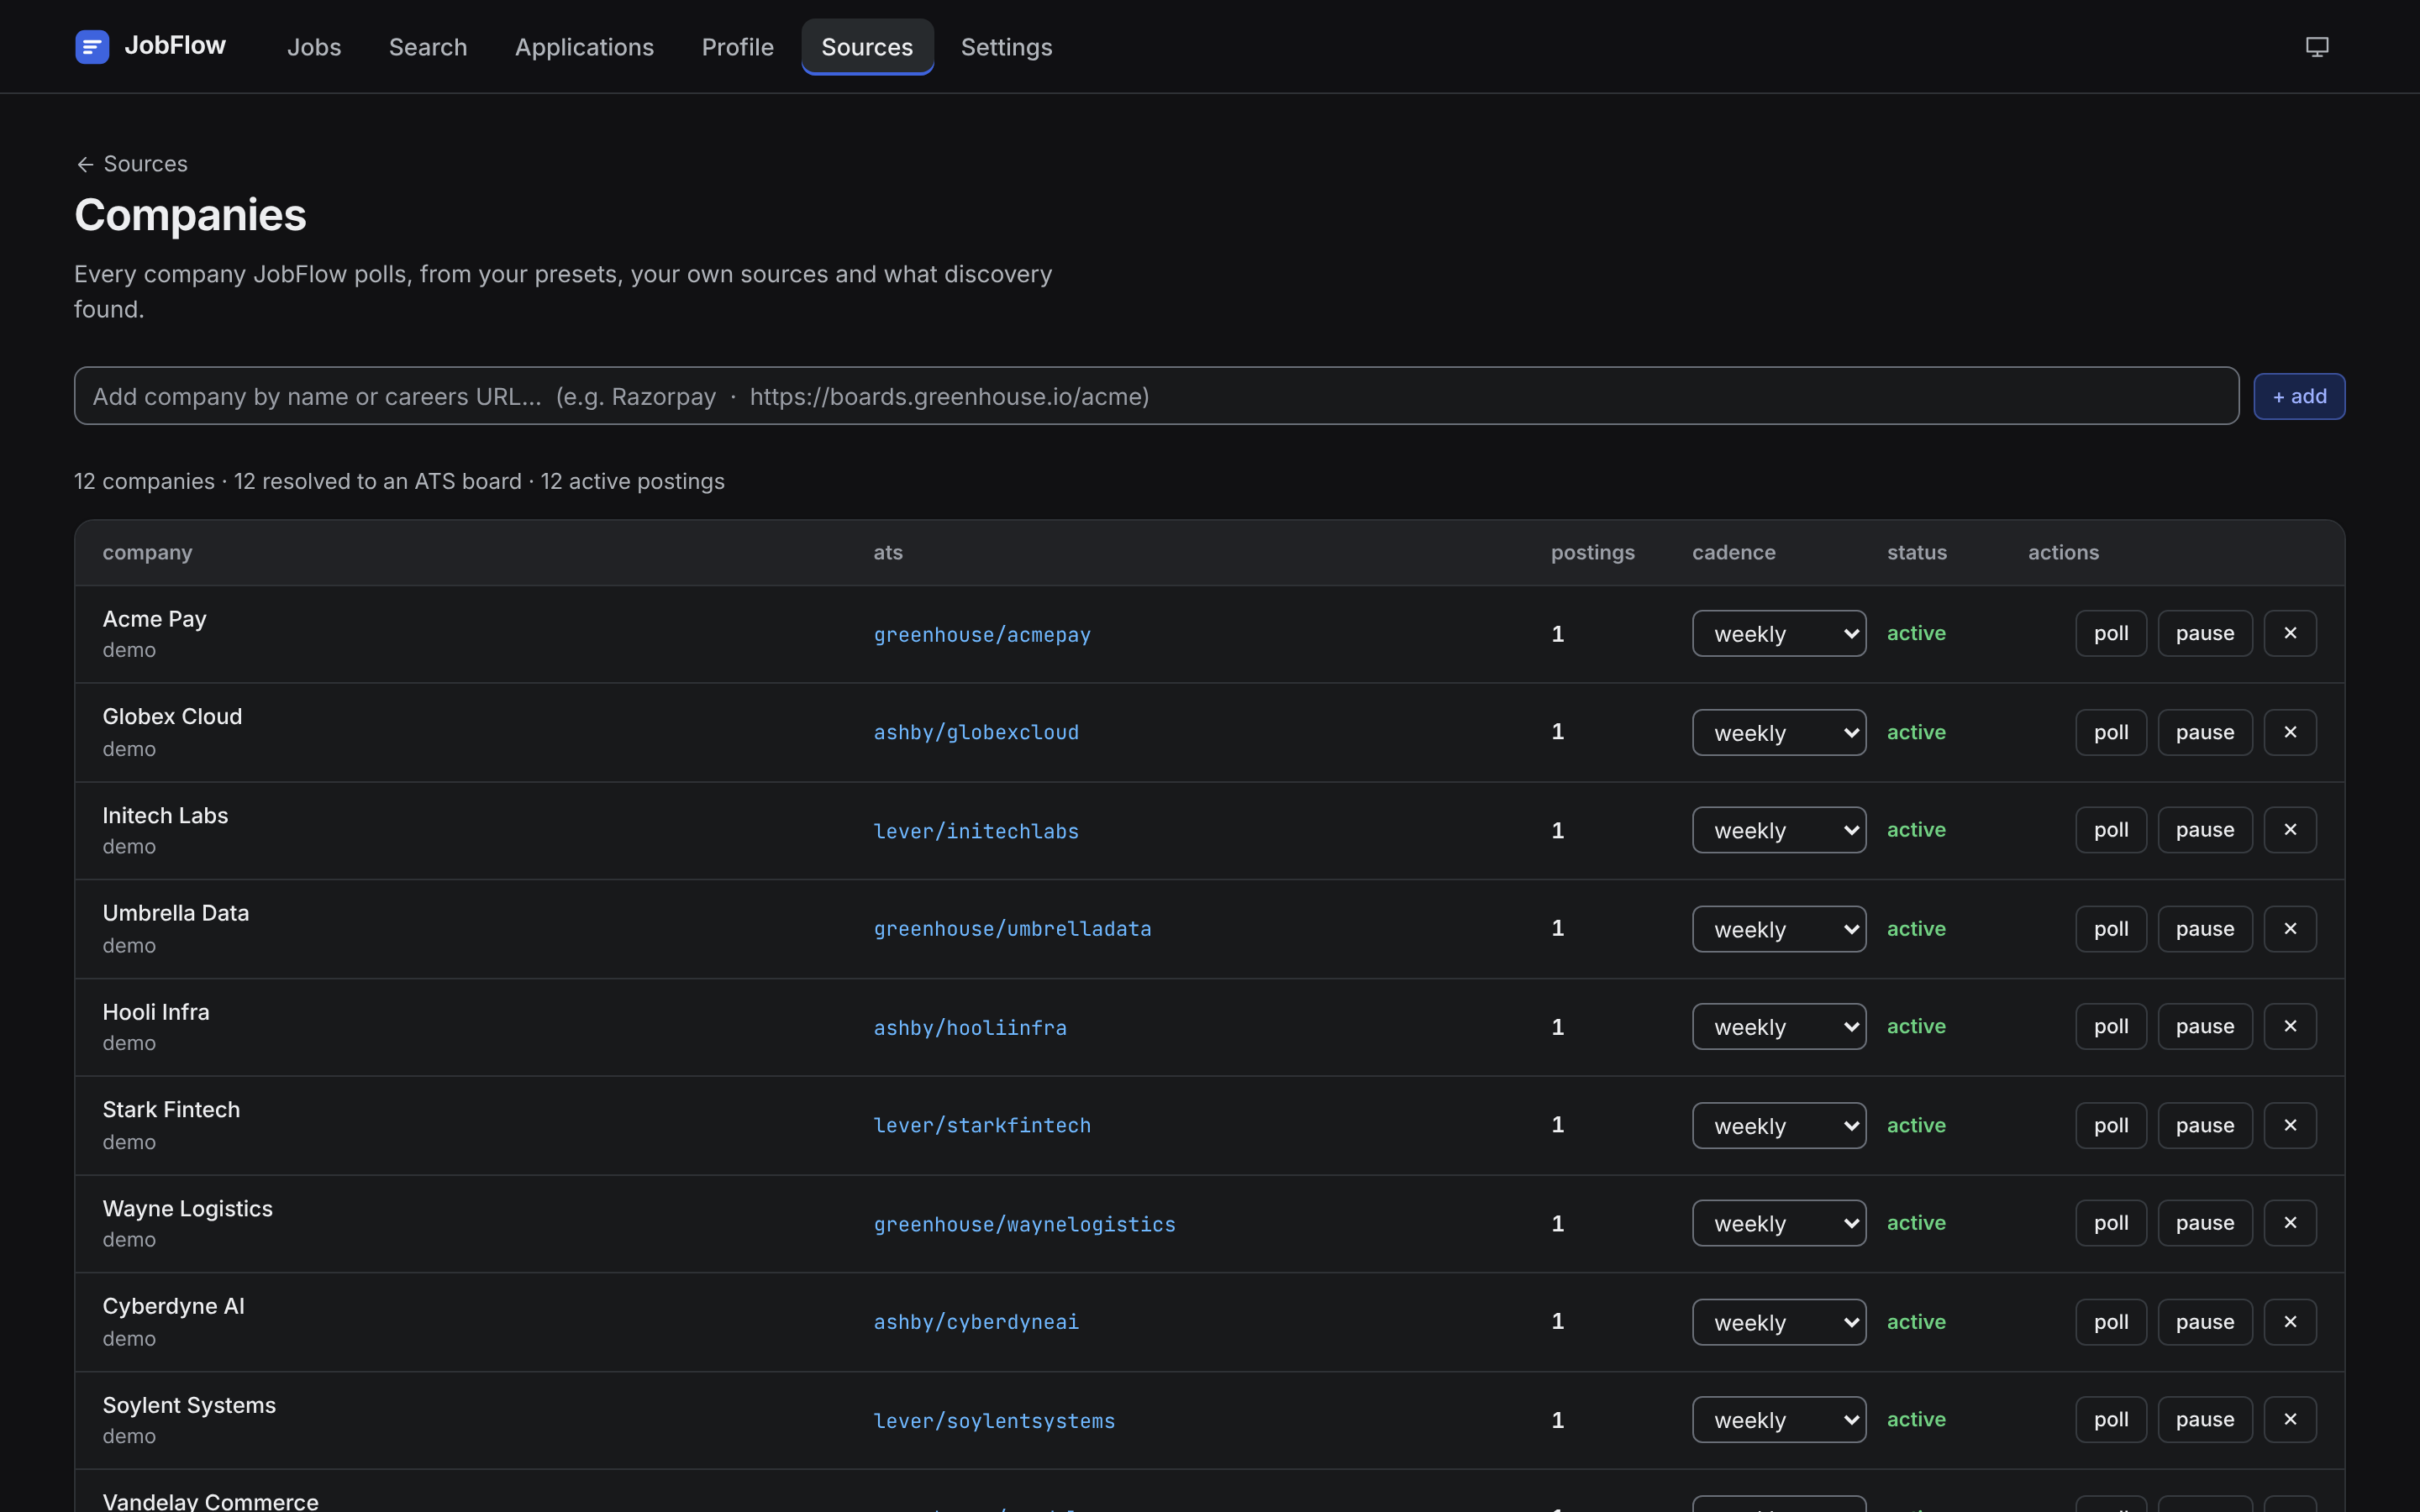 JobFlow
Jobs
Search
Applications
Profile
Sources
Settings
← Sources
Companies
Every company JobFlow polls, from your presets, your own sources and what discovery
found.
Add company by name or careers URL... (e.g. Razorpay · https://boards.greenhouse.io/acme)
+ add
12 companies · 12 resolved to an ATS board · 12 active postings
company ats postings cadence status actions
Acme Pay
demo
greenhouse/acmepay 1 weekly active poll pause ✕
Globex Cloud
demo
ashby/globexcloud 1 weekly active poll pause ✕
Initech Labs
demo
lever/initechlabs 1 weekly active poll pause ✕
Umbrella Data
demo
greenhouse/umbrelladata 1 weekly active poll pause ✕
Hooli Infra
demo
ashby/hooliinfra 1 weekly active poll pause ✕
Stark Fintech
demo
lever/starkfintech 1 weekly active poll pause ✕
Wayne Logistics
demo
greenhouse/waynelogistics 1 weekly active poll pause ✕
Cyberdyne AI
demo
ashby/cyberdyneai 1 weekly active poll pause ✕
Soylent Systems
demo
lever/soylentsystems 1 weekly active poll pause ✕
Vandelay Commerce